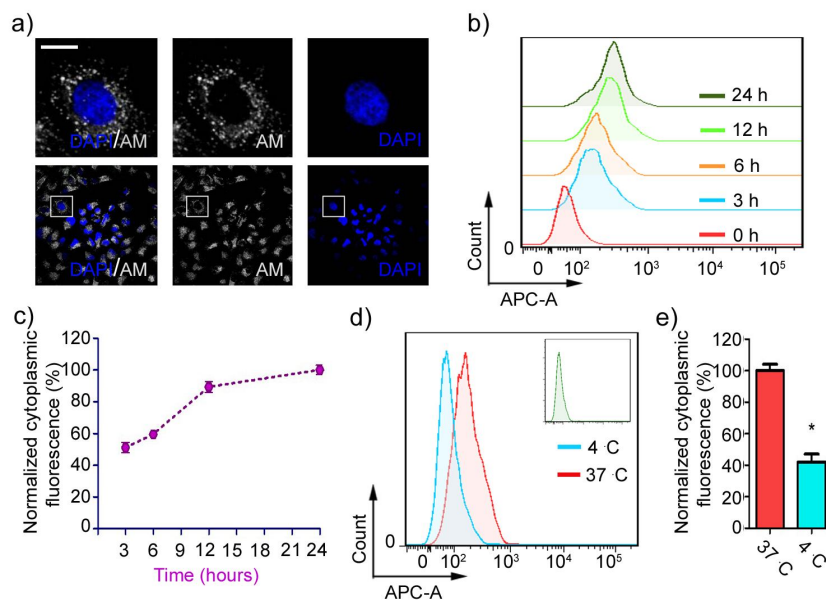 a)
DAPI/AM
AM
DAPI
DAPI/AM
AM
DAPI
b)
24 h
12 h
6 h
3 h
0 h
Count
0
0 10² 10³ 10⁴ 10⁵
APC-A
c)
Normalized cytoplasmic
fluorescence (%)
120
100
80
60
40
20
0
3 6 9 12 15 18 21 24
Time (hours)
d)
4 °C
37 °C
Count
0
0 10² 10³ 10⁴ 10⁵
APC-A
e)
Normalized cytoplasmic
fluorescence (%)
120
100
80
60
40
20
0
*
37 °C
4 °C